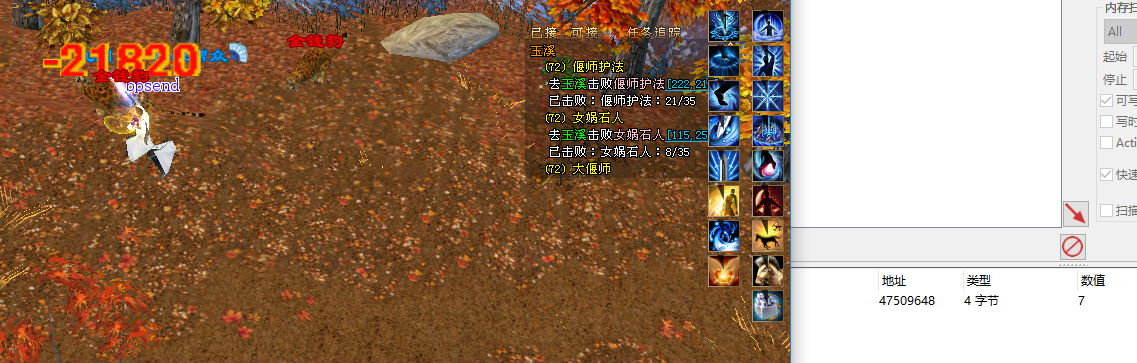 -21820
群众
金钱豹
金钱豹
ppsend
已接 可接 任务追踪
玉溪
(72) 偃师护法
去玉溪击败偃师护法[222,21
已击败：偃师护法：21/35
(72) 女娲石人
去玉溪击败女娲石人[115,25
已击败：女娲石人：8/35
(72) 大偃师
内存扫
All
起始
停止
可写
写时
Acti
快速
扫描
地址 类型 数值
47509648 4 字节 7